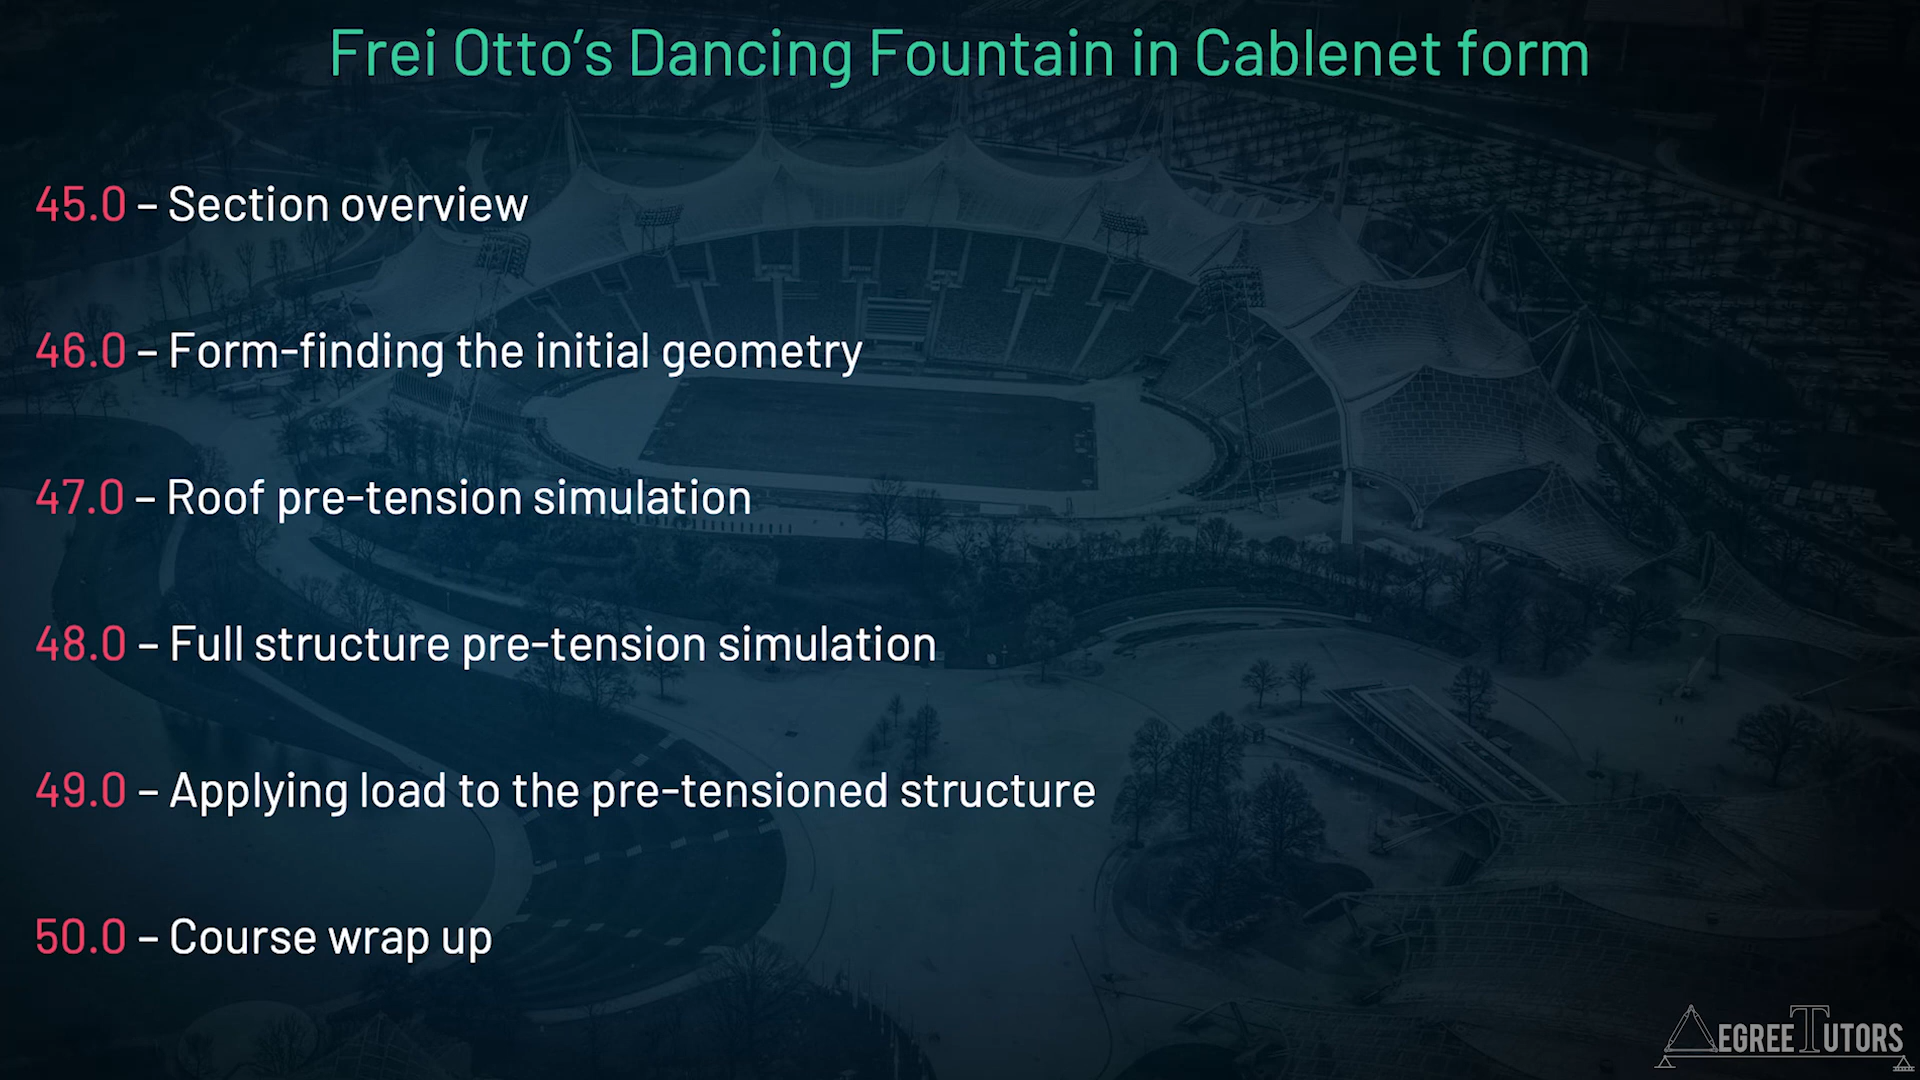 Frei Otto’s Dancing Fountain in Cablenet form
45.0 – Section overview
46.0 – Form-finding the initial geometry
47.0 – Roof pre-tension simulation
48.0 – Full structure pre-tension simulation
49.0 – Applying load to the pre-tensioned structure
50.0 – Course wrap up
DEGREE TUTORS